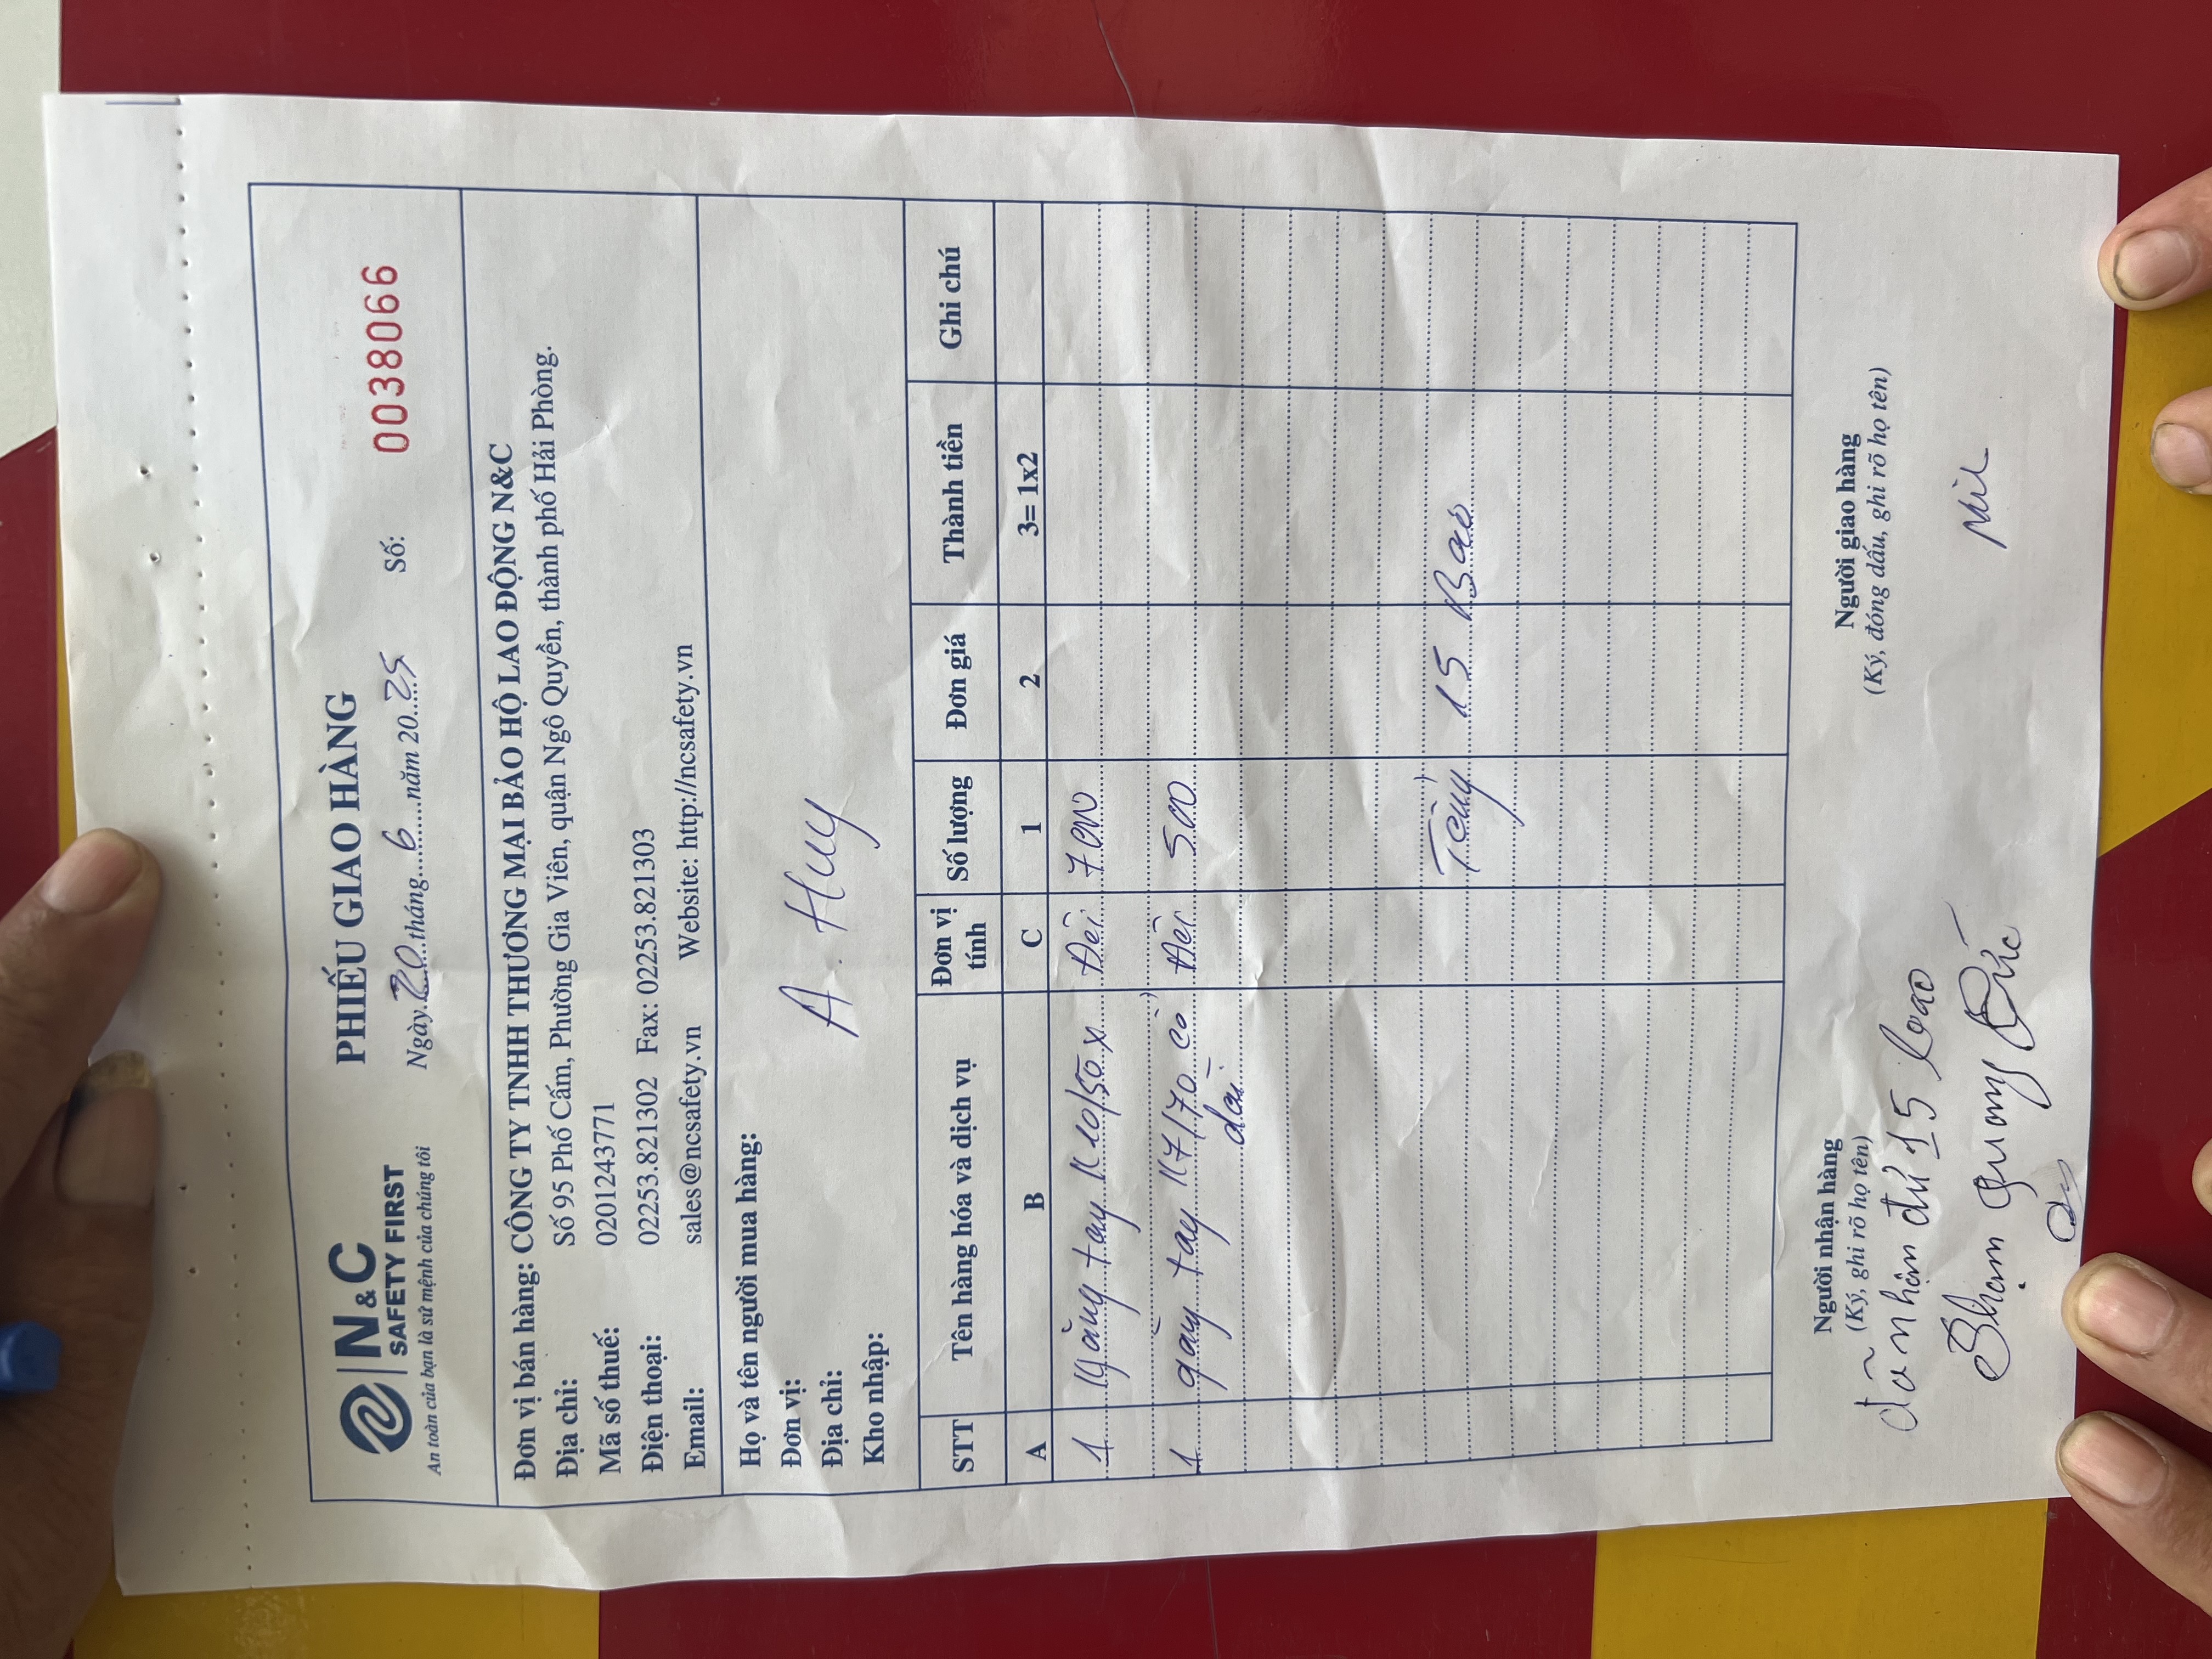 N&C
SAFETY FIRST
An toàn của bạn là sứ mệnh của chúng tôi
PHIẾU GIAO HÀNG
Ngày 20 tháng 6 năm 2025
Số: 0038066
Đơn vị bán hàng: CÔNG TY TNHH THƯƠNG MẠI BẢO HỘ LAO ĐỘNG N&C
Địa chỉ: Số 95 Phố Cấm, Phường Gia Viên, quận Ngô Quyền, thành phố Hải Phòng.
Mã số thuế: 0201243771
Điện thoại: 02253.821302 Fax: 02253.821303
Email: sales@ncsafety.vn Website: http://ncsafety.vn
Họ và tên người mua hàng:
Đơn vị:
A. Huy
Địa chỉ:
Kho nhập:
STT Tên hàng hóa và dịch vụ Đơn vị tính Số lượng Đơn giá Thành tiền Ghi chú
A B C 1 2 3= 1x2
1 găng tay K10/50 x Đôi 7000
1 găng tay K7/70 cổ Đôi 500
dài
Tổng 15 Bao
Người nhận hàng
(Ký, ghi rõ họ tên)
Người giao hàng
(Ký, đóng dấu, ghi rõ họ tên)
đã nhận đủ 15 bao
Phạm Quang Đức